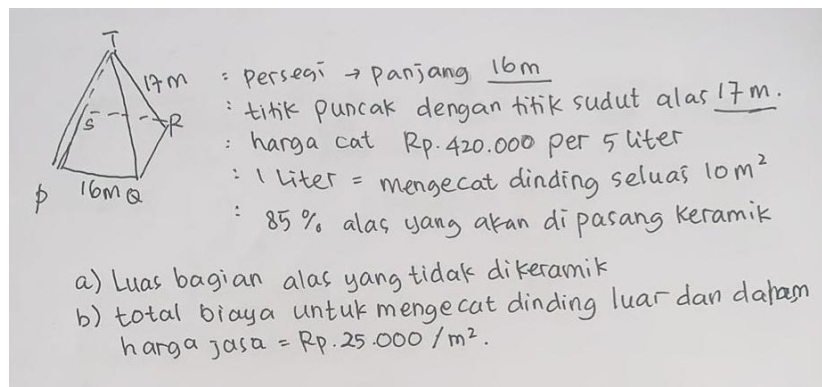 T
17m
S
R
P
16m Q
: persegi → panjang 16m
: titik puncak dengan titik sudut alas 17 m.
: harga cat Rp. 420.000 per 5 liter
: 1 Liter = mengecat dinding seluas 10m²
: 85 % alas yang akan di pasang keramik
a) Luas bagian alas yang tidak dikeramik
b) total biaya untuk mengecat dinding luar dan dalam
harga jasa = Rp. 25.000 / m².